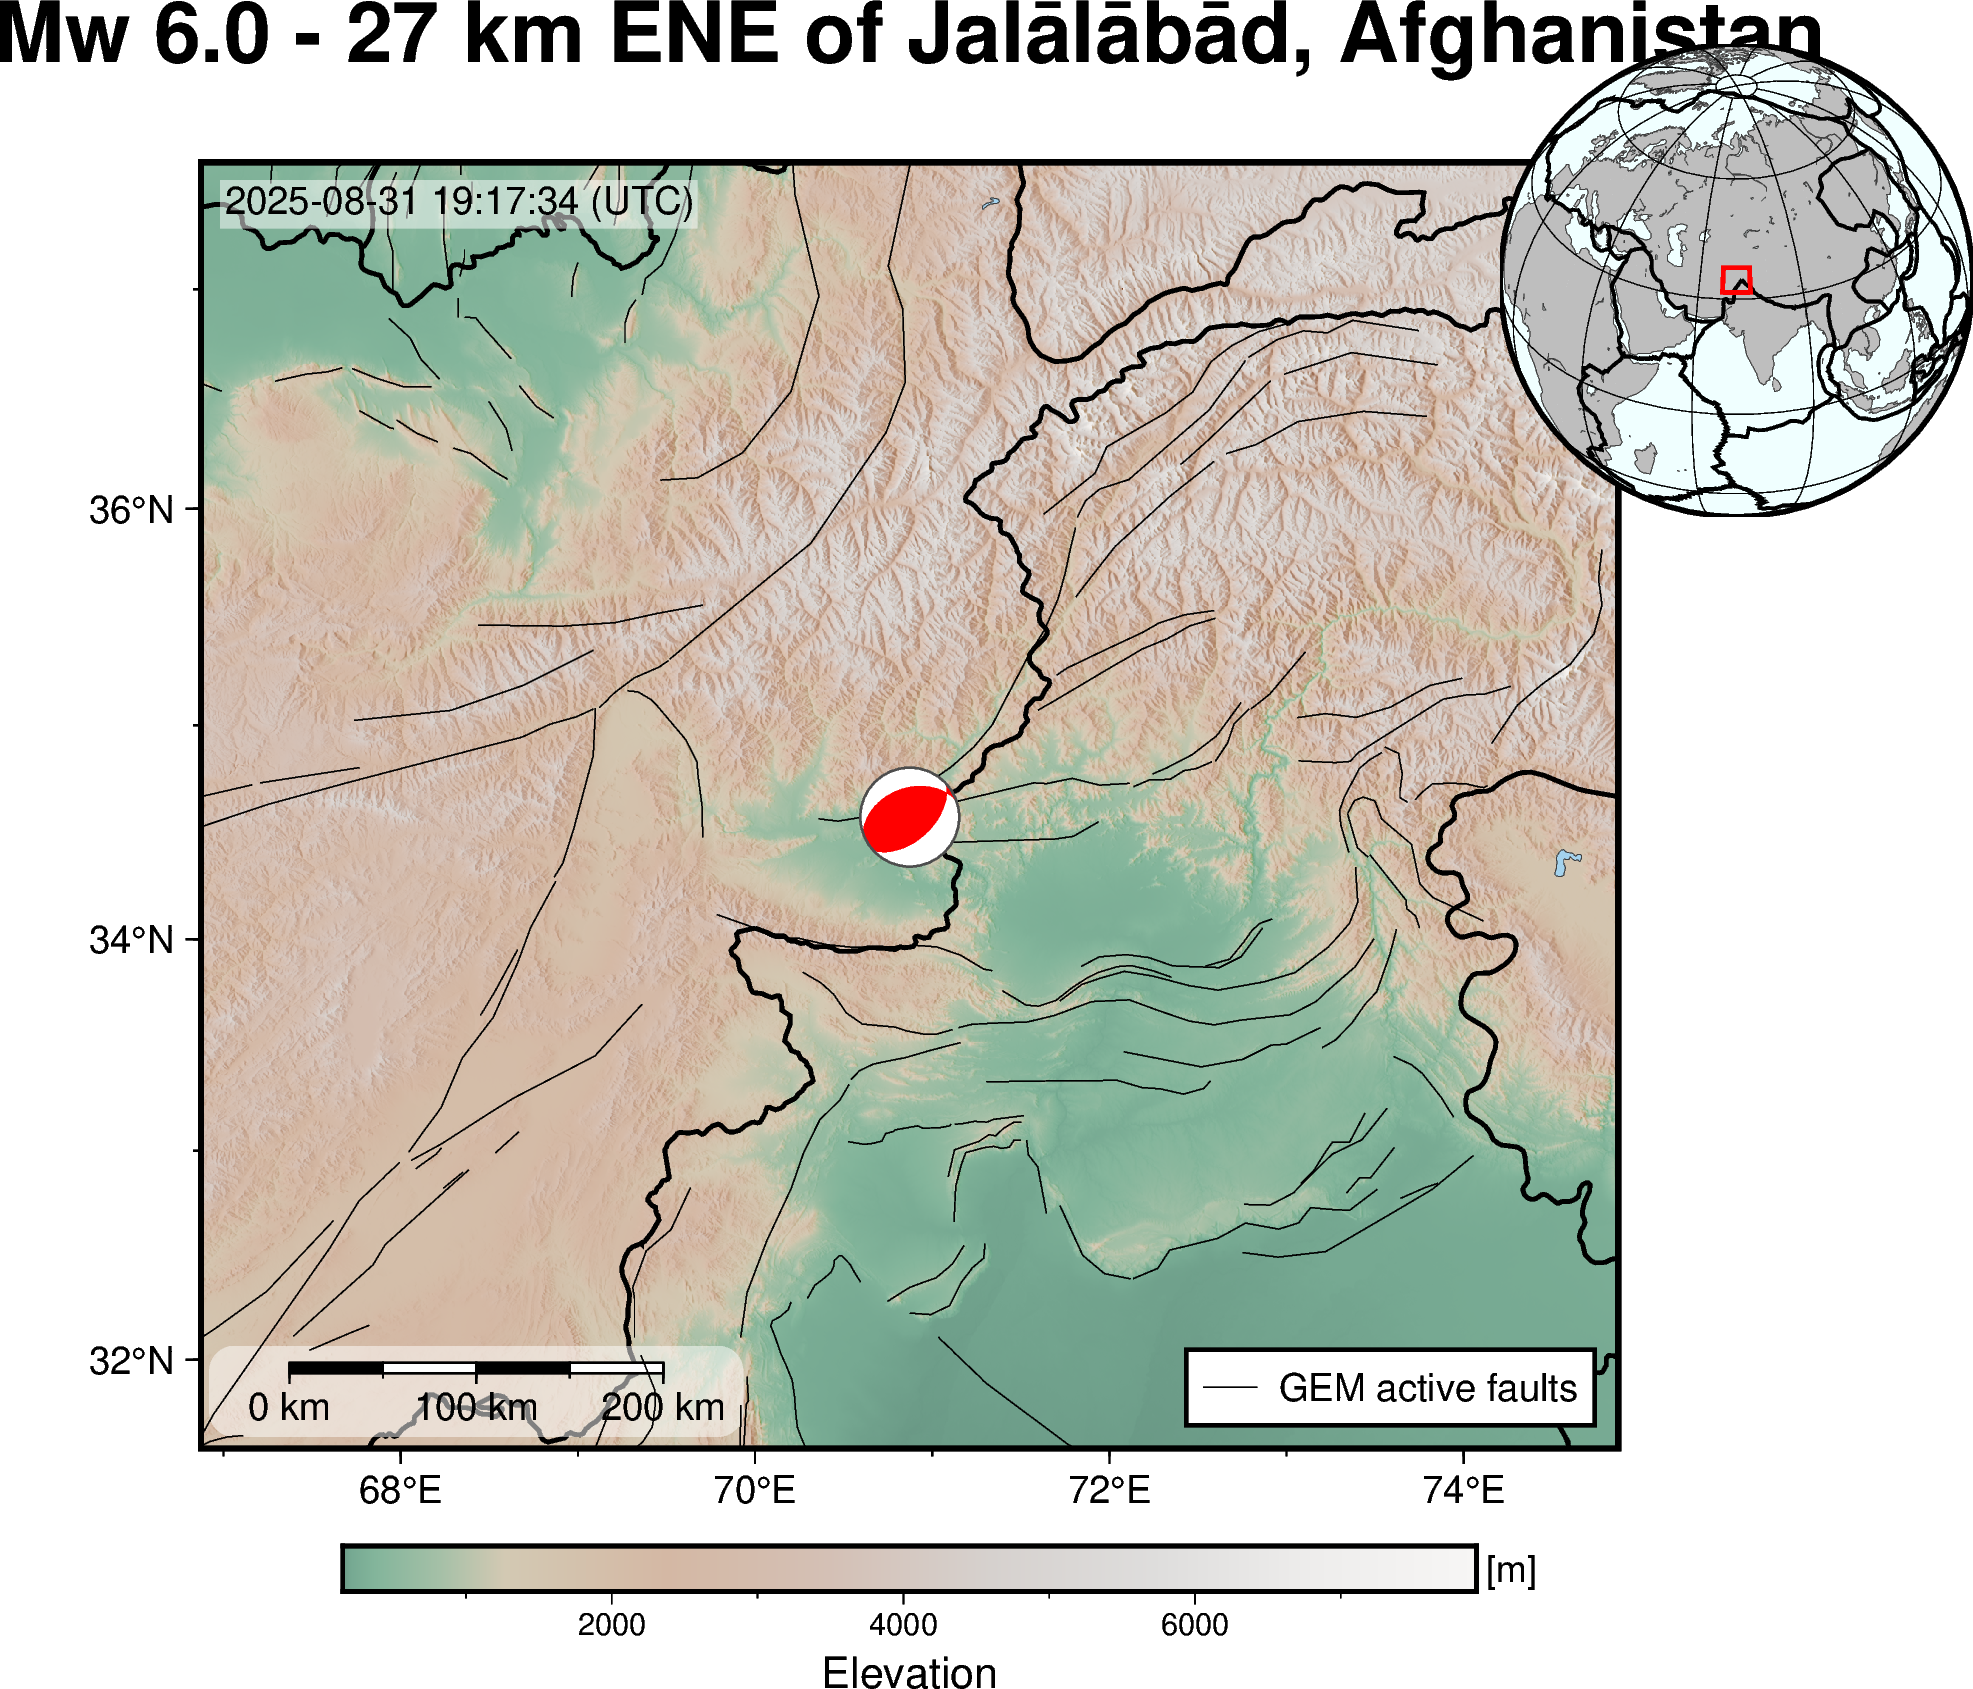 Mw 6.0 - 27 km ENE of Jalālābād, Afghanistan
2025-08-31 19:17:34 (UTC)
36°N
34°N
32°N
0 km 100 km 200 km
GEM active faults
68°E 70°E 72°E 74°E
[m]
2000 4000 6000
Elevation